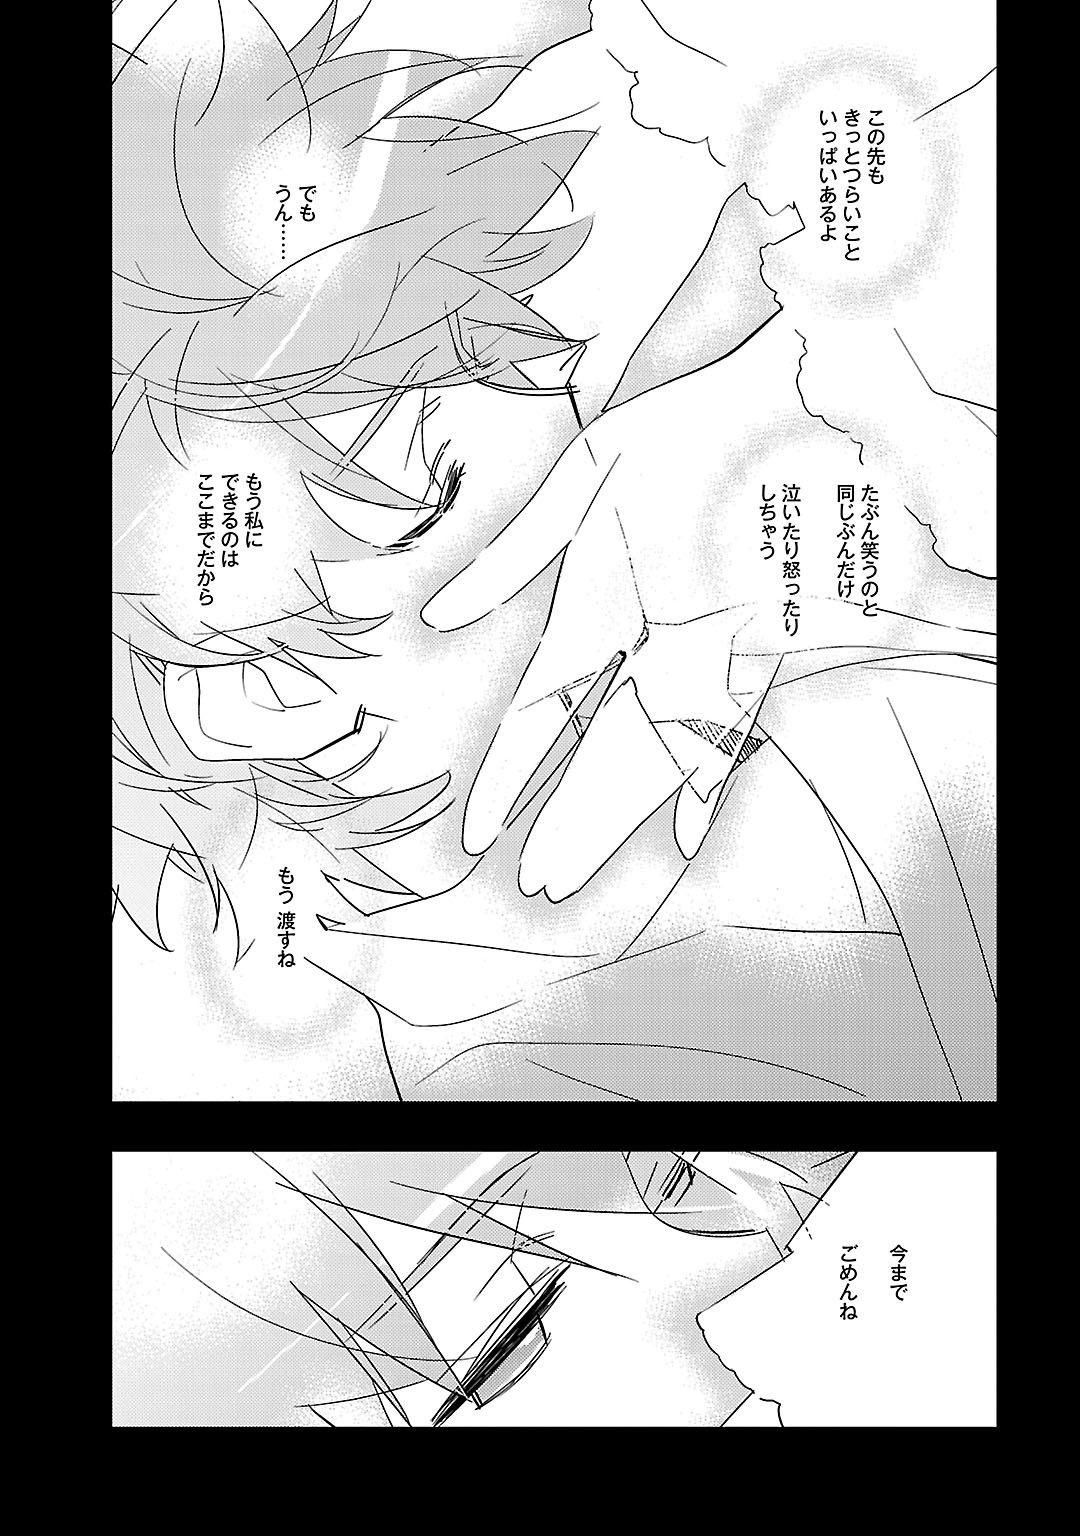 この先も
きっとつらいこと
いっぱいあるよ
たぶん笑うのと
同じぶんだけ
泣いたり怒ったり
しちゃう
でも
うん……
もう私に
できるのは
ここまでだから
もう 渡すね
今まで
ごめんね